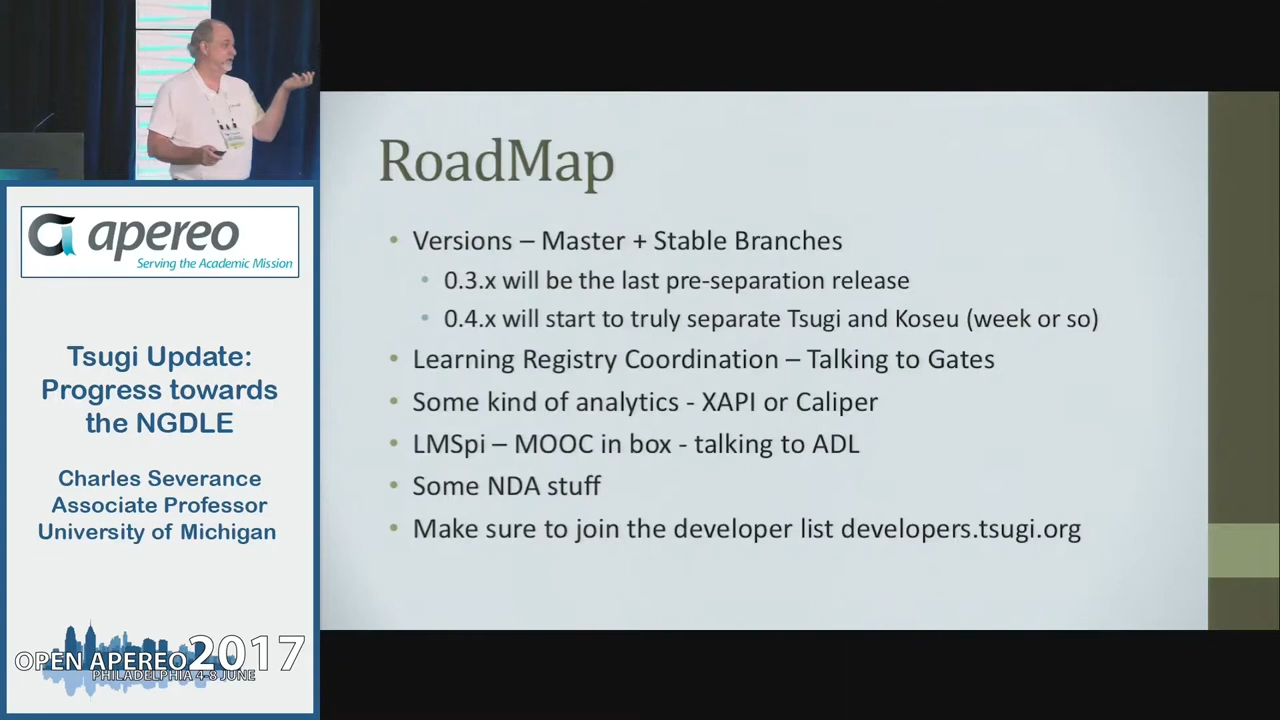 apereo
Serving the Academic Mission
Tsugi Update:
Progress towards
the NGDLE
Charles Severance
Associate Professor
University of Michigan
OPEN APEREO 2017
PHILADELPHIA 4-8 JUNE
RoadMap
• Versions – Master + Stable Branches
• 0.3.x will be the last pre-separation release
• 0.4.x will start to truly separate Tsugi and Koseu (week or so)
• Learning Registry Coordination – Talking to Gates
• Some kind of analytics - XAPI or Caliper
• LMSpi – MOOC in box - talking to ADL
• Some NDA stuff
• Make sure to join the developer list developers.tsugi.org